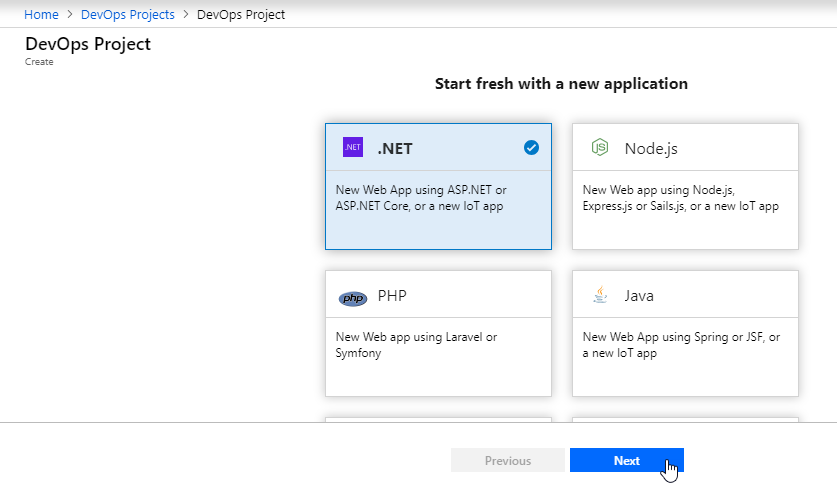 Home > DevOps Projects > DevOps Project
DevOps Project
Create
Start fresh with a new application
.NET .NET
New Web App using ASP.NET or
ASP.NET Core, or a new IoT app
JS Node.js
New Web app using Node.js,
Express.js or Sails.js, or a new IoT app
php PHP
New Web app using Laravel or
Symfony
Java
New Web App using Spring or JSF, or
a new IoT app
Previous
Next